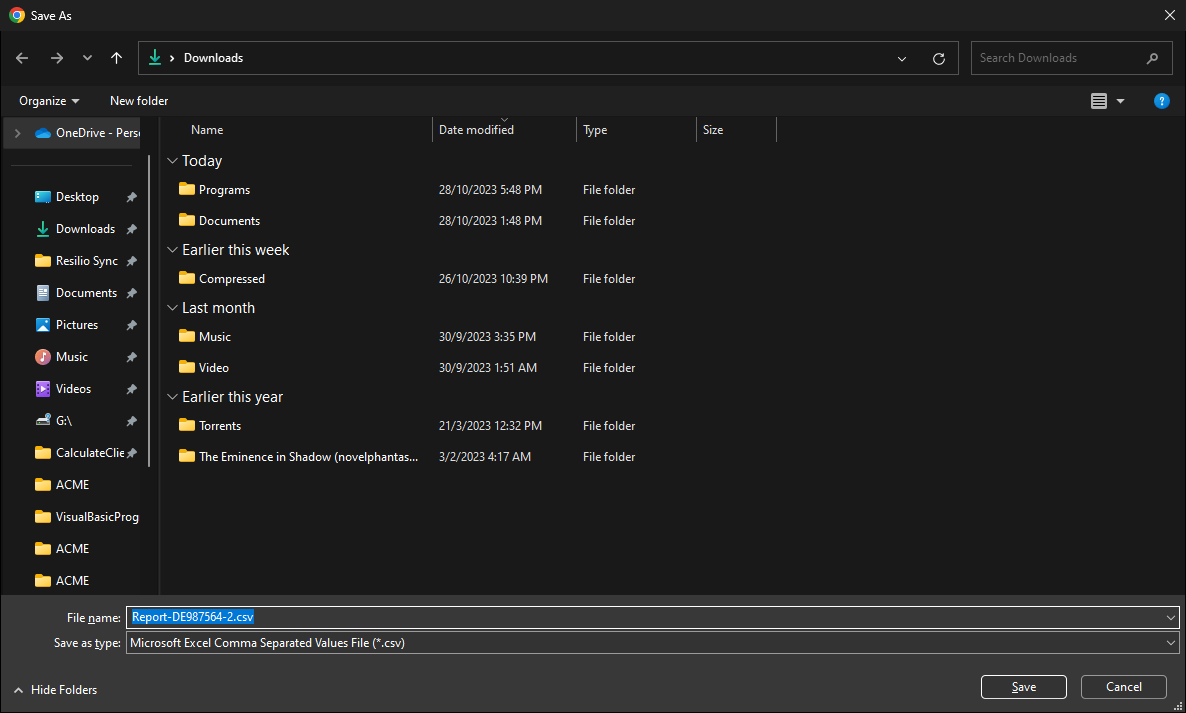 Save As
Downloads
Search Downloads
Organize New folder
OneDrive - Perso
Desktop
Downloads
Resilio Sync
Documents
Pictures
Music
Videos
G:\
CalculateClie
ACME
VisualBasicProg
ACME
ACME
Name Date modified Type Size
Today
Programs 28/10/2023 5:48 PM File folder
Documents 28/10/2023 1:48 PM File folder
Earlier this week
Compressed 26/10/2023 10:39 PM File folder
Last month
Music 30/9/2023 3:35 PM File folder
Video 30/9/2023 1:51 AM File folder
Earlier this year
Torrents 21/3/2023 12:32 PM File folder
The Eminence in Shadow (novelphantas... 3/2/2023 4:17 AM File folder
File name: Report-DE987564-2.csv
Save as type: Microsoft Excel Comma Separated Values File (*.csv)
Hide Folders Save Cancel